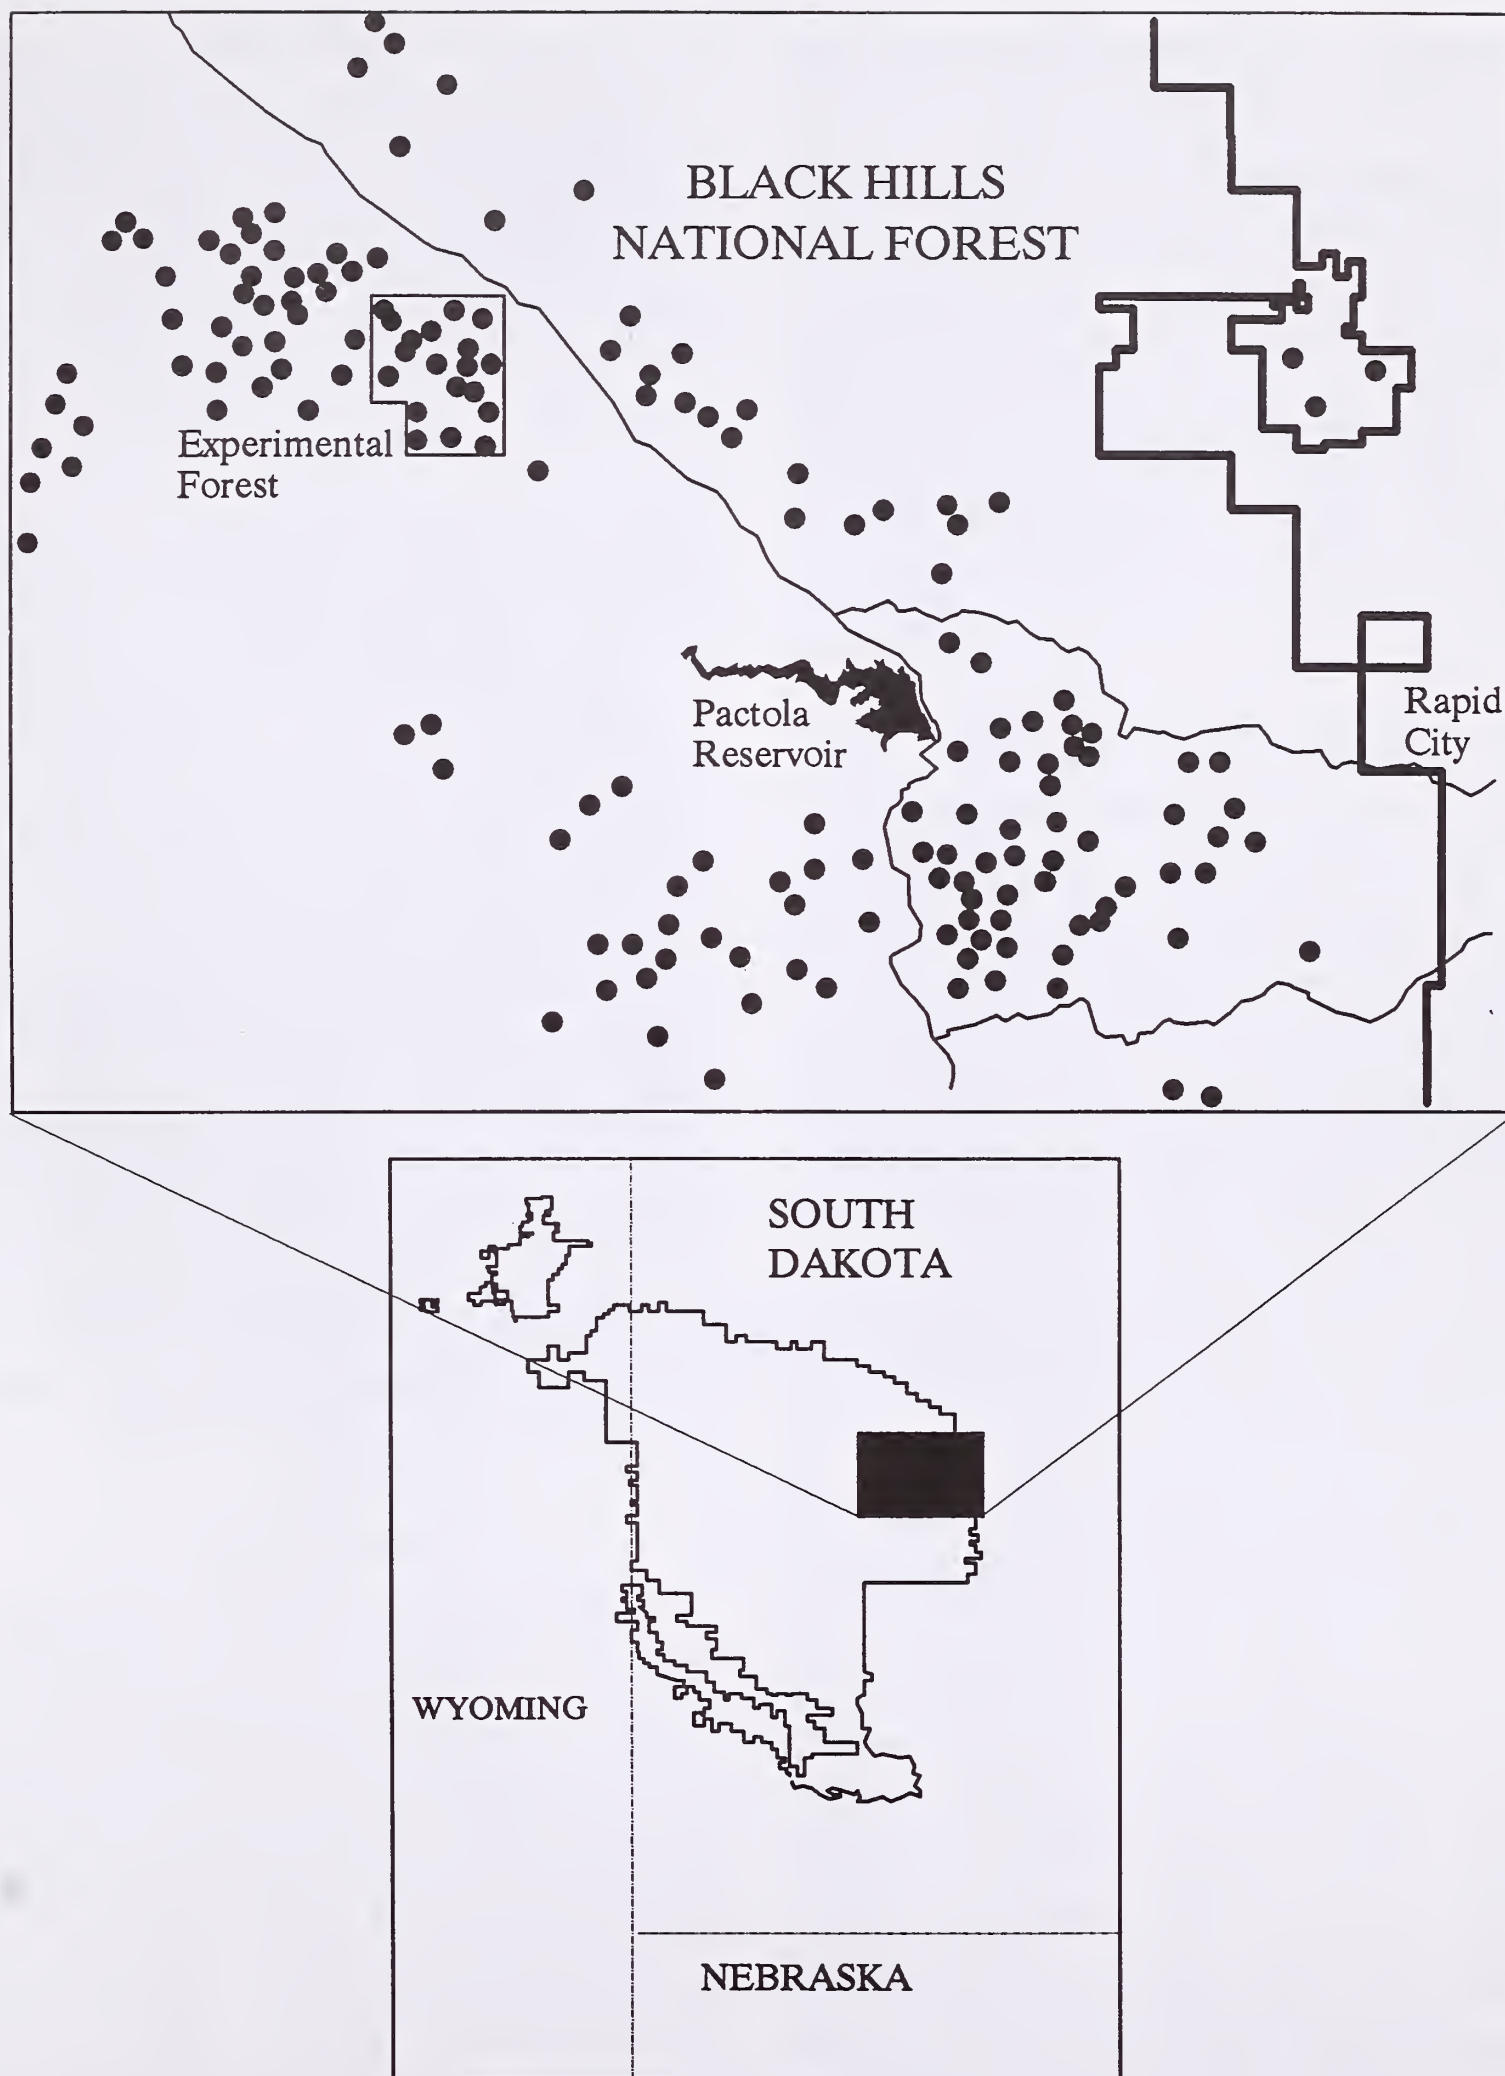 BLACK HILLS
NATIONAL FOREST
Experimental
Forest
Pactola
Reservoir
Rapid
City
SOUTH
DAKOTA
WYOMING
NEBRASKA